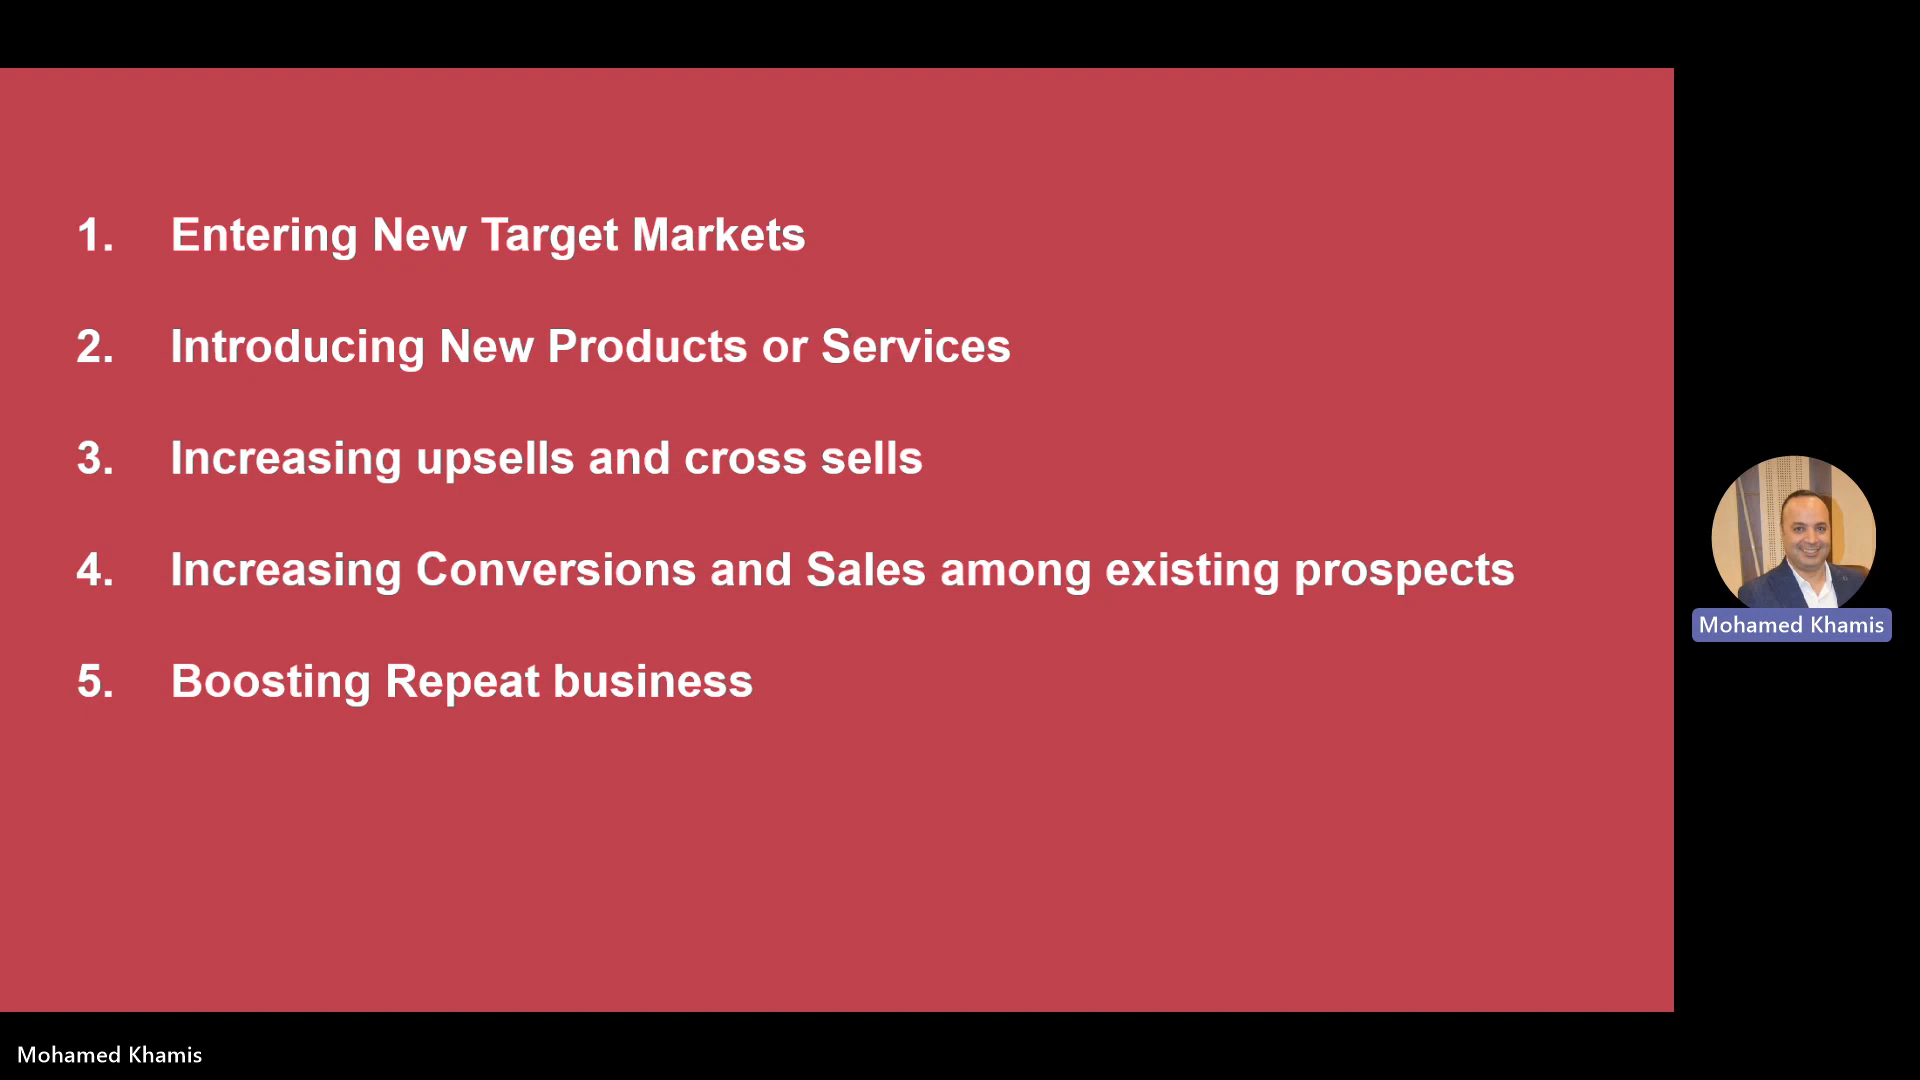 1. Entering New Target Markets
2. Introducing New Products or Services
3. Increasing upsells and cross sells
4. Increasing Conversions and Sales among existing prospects
5. Boosting Repeat business
Mohamed Khamis
Mohamed Khamis